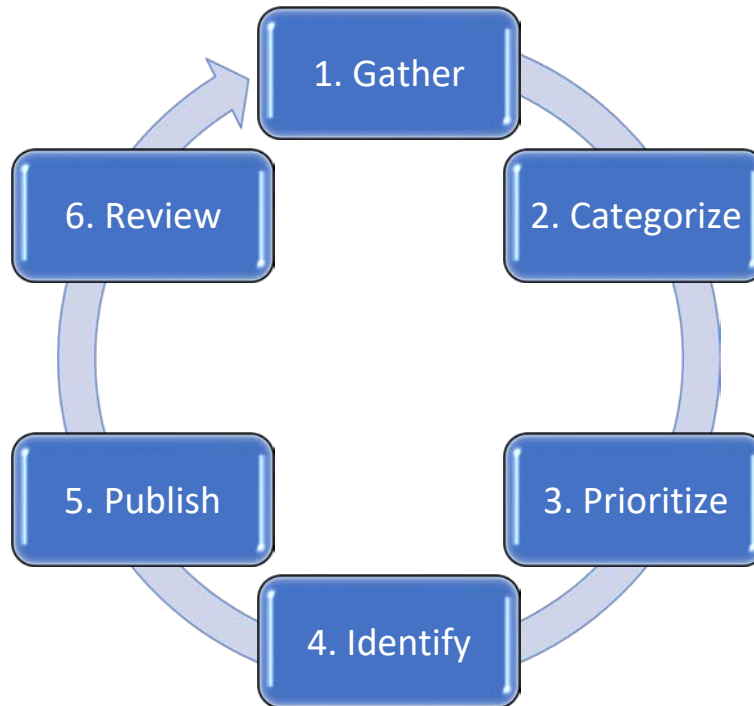 1. Gather
2. Categorize
3. Prioritize
4. Identify
5. Publish
6. Review